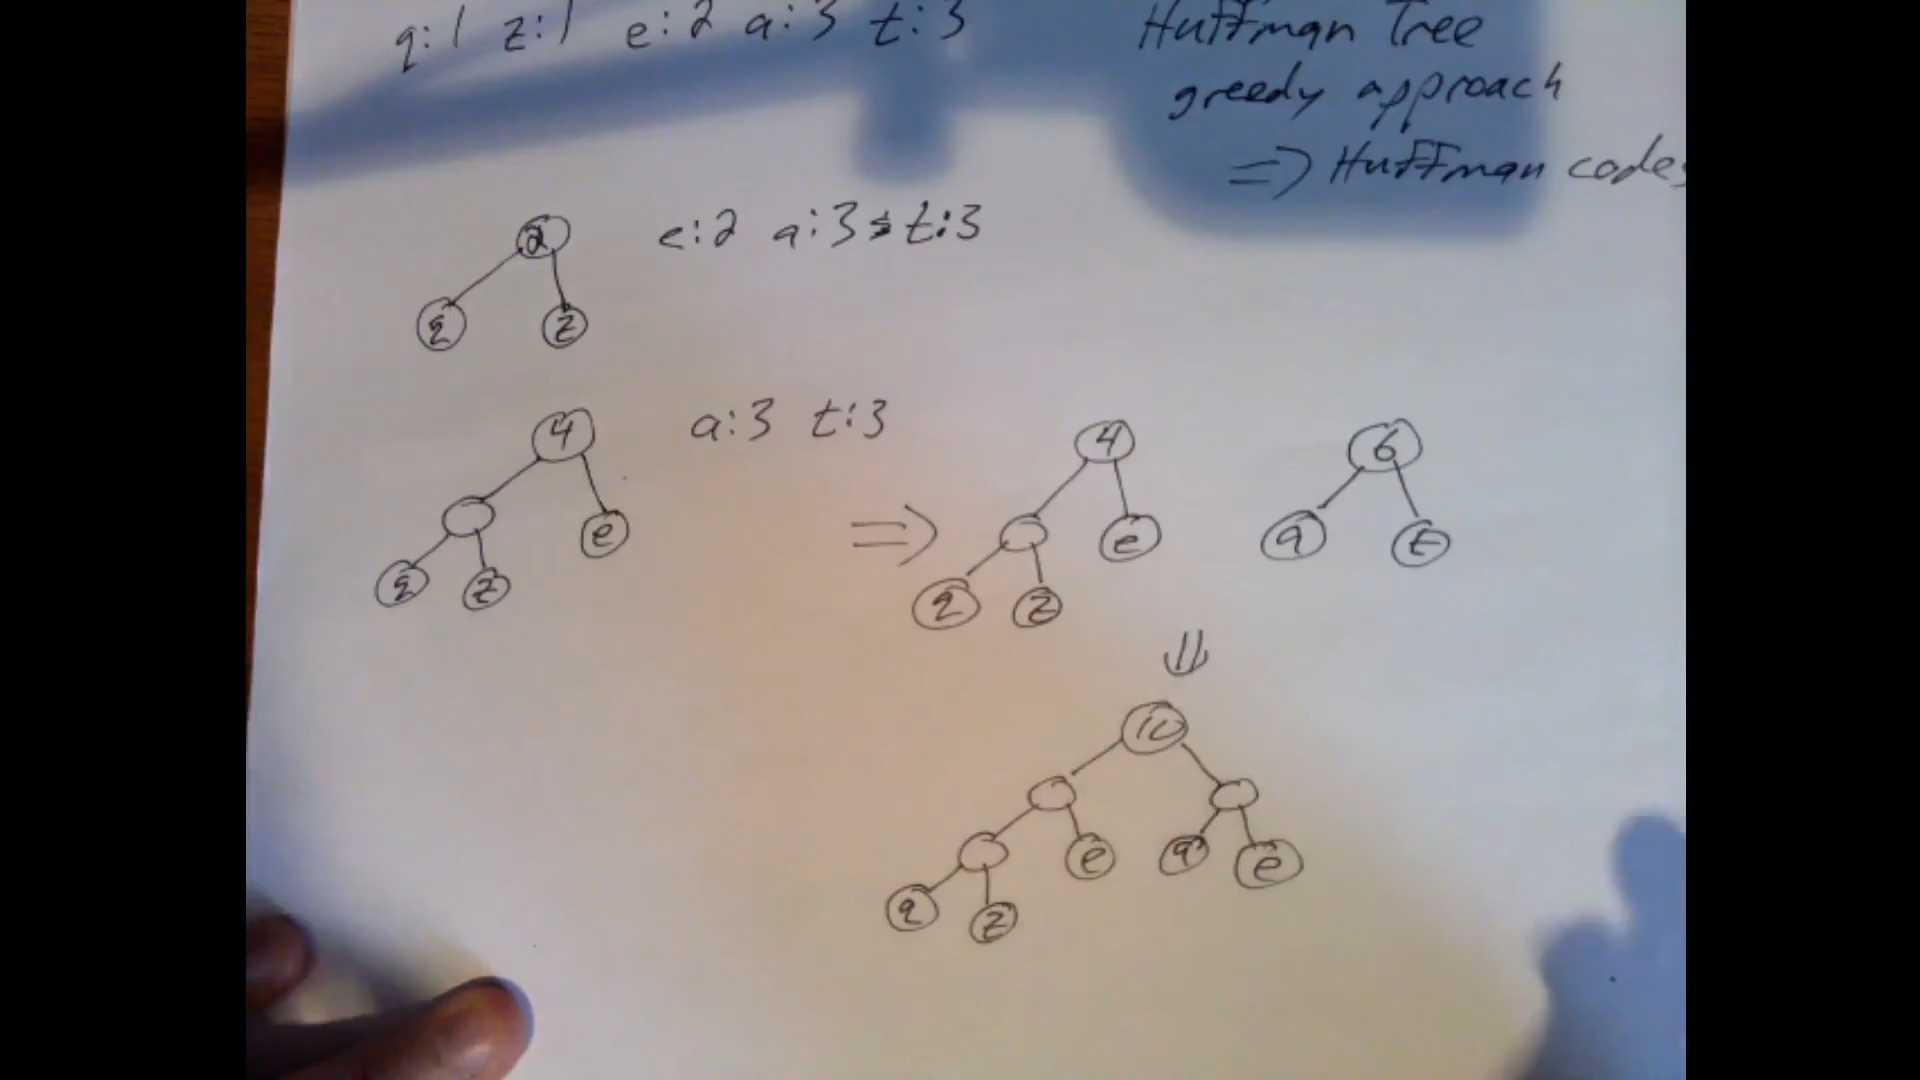 q:1 z:1 e:2 a:3 t:3
Huffman Tree
greedy approach
=> Huffman codes
2 e:2 a:3 t:3
q z
4 a:3 t:3
e
q z
=>
4 6
e a t
q z
10
e a e
q z